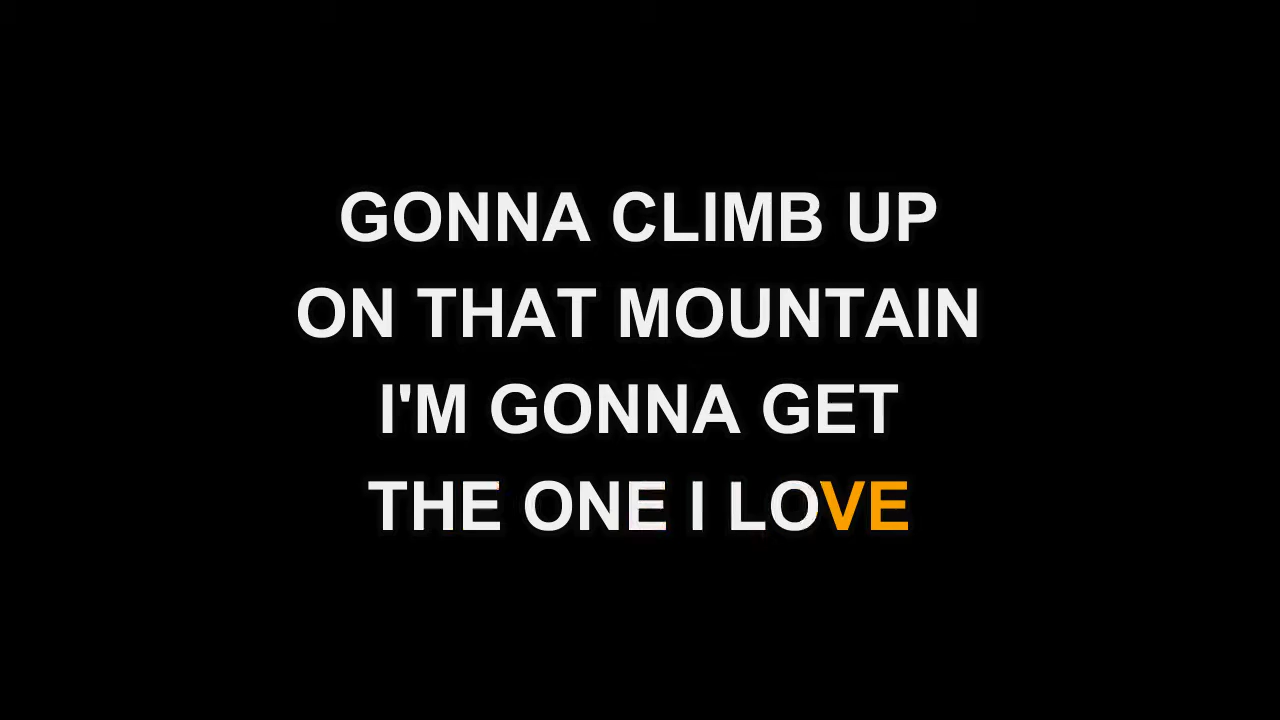 GONNA CLIMB UP
ON THAT MOUNTAIN
I'M GONNA GET
THE ONE I LOVE